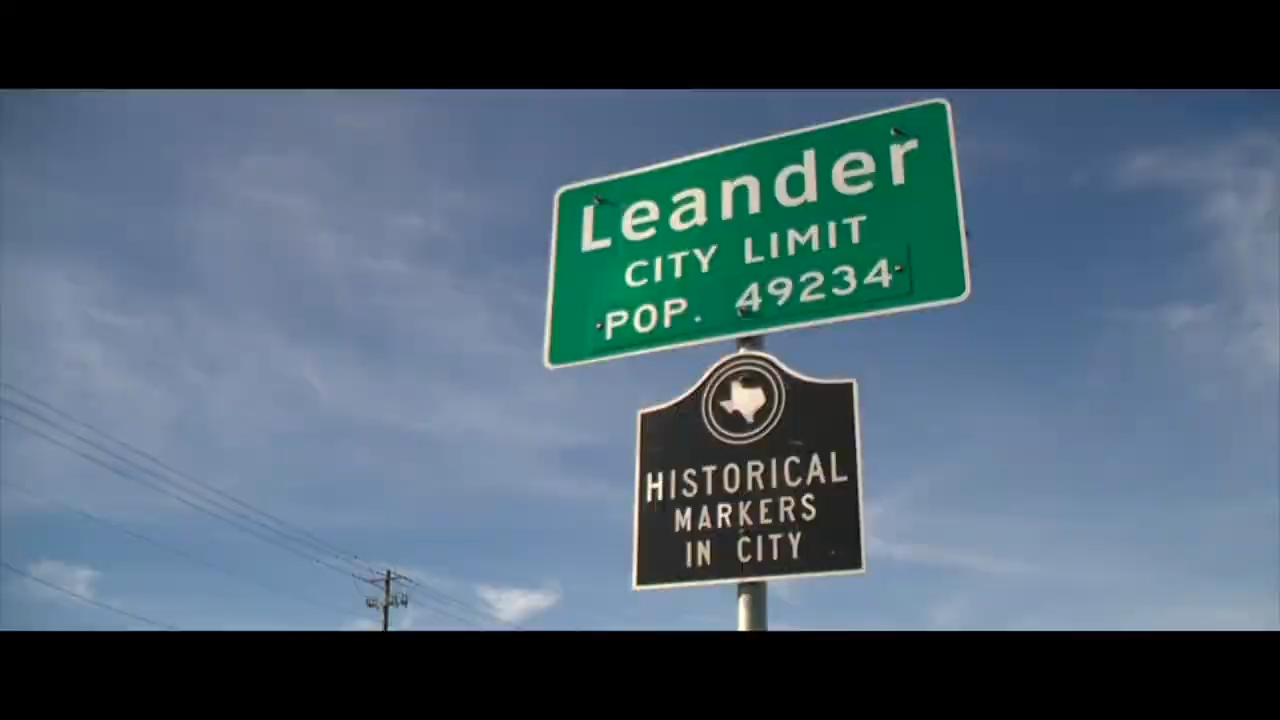 Leander
CITY LIMIT
POP. 49234
HISTORICAL
MARKERS
IN CITY